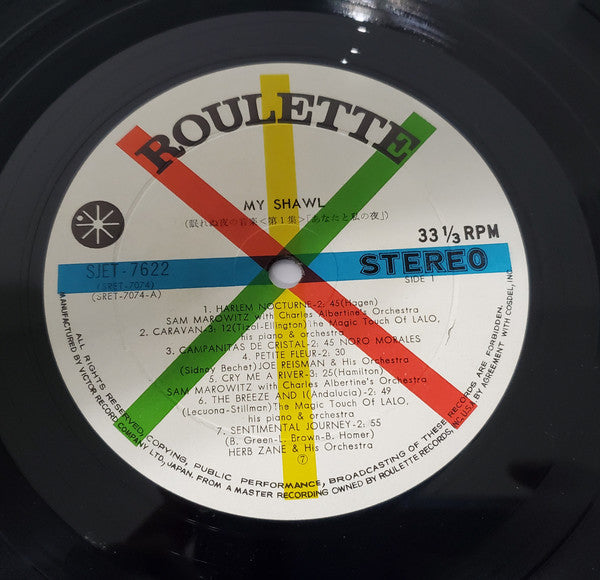 ROULETTE
MY SHAWL
(眠れぬ夜の音楽<第1集>「あなたと私の夜」)
33 1/3 RPM
SJET-7622
STEREO
(SRET-7074)
(SRET-7074-A)
SIDE 1
1. HARLEM NOCTURNE-2: 45(Hagen)
SAM MAROWITZ with Charles Albertine's Orchestra
2. CARAVAN-3: 12(Tizol-Ellington)The Magic Touch Of LALO,
his piano & orchestra
3. CAMPANITAS DE CRISTAL-2: 45 NORO MORALES
4. PETITE FLEUR-2: 30
(Sidney Bechet)JOE REISMAN & His Orchestra
5. CRY ME A RIVER-3: 25(Hamilton)
SAM MAROWITZ with Charles Albertine's Orchestra
6. THE BREEZE AND I(Andalucia)-2: 49
(Lecuona-Stillman)The Magic Touch Of LALO,
his piano & orchestra
7. SENTIMENTAL JOURNEY-2: 55
(B. Green-L. Brown-B. Homer)
HERB ZANE & His Orchestra
⑦
ALL RIGHTS RESERVED, COPYING, PUBLIC PERFORMANCE, BROADCASTING OF THESE RECORDS ARE FORBIDDEN.
MANUFACTURED BY VICTOR RECORD COMPANY LTD, JAPAN. FROM A MASTER RECORDING OWNED BY ROULETTE RECORDS, INC. U.S.A. BY AGREEMENT WITH COSDEL, INC.